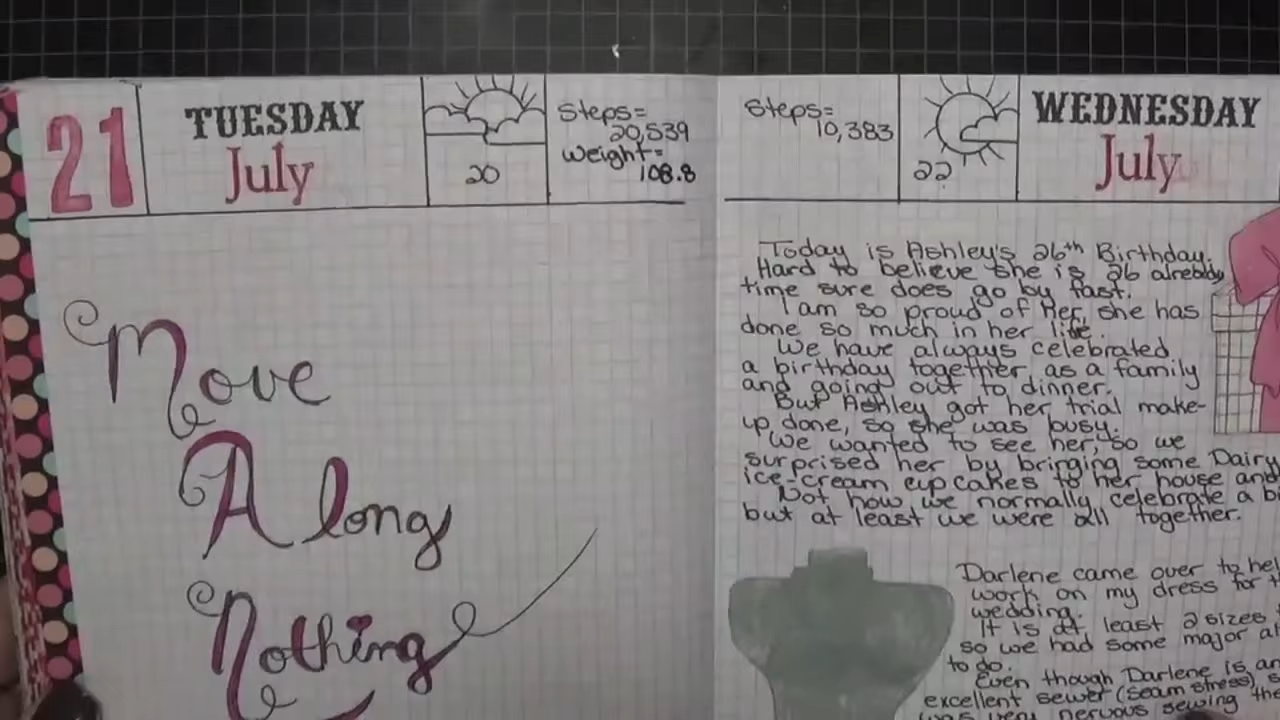 21
TUESDAY
July
20
Steps=
20,539
Weight=
108.8
Move
Along
Nothing
Steps=
10,383
22
WEDNESDAY
July
Today is Ashley's 26th Birthday.
Hard to believe she is 26 already
time sure does go by fast.
I am so proud of her, she has
done so much in her life.
We have always celebrated
a birthday together as a family
and going out to dinner.
But Ashley got her trial make-
up done, so she was busy.
We wanted to see her, so we
surprised her by bringing some Dairy
ice-cream cupcakes to her house and
Not how we normally celebrate a
but at least we were all together.
Darlene came over to
work on my dress for
wedding.
It is at least 2 sizes
so we had some major
to do.
Even though Darlene is
excellent sewer (seam stress)
was very nervous sewing